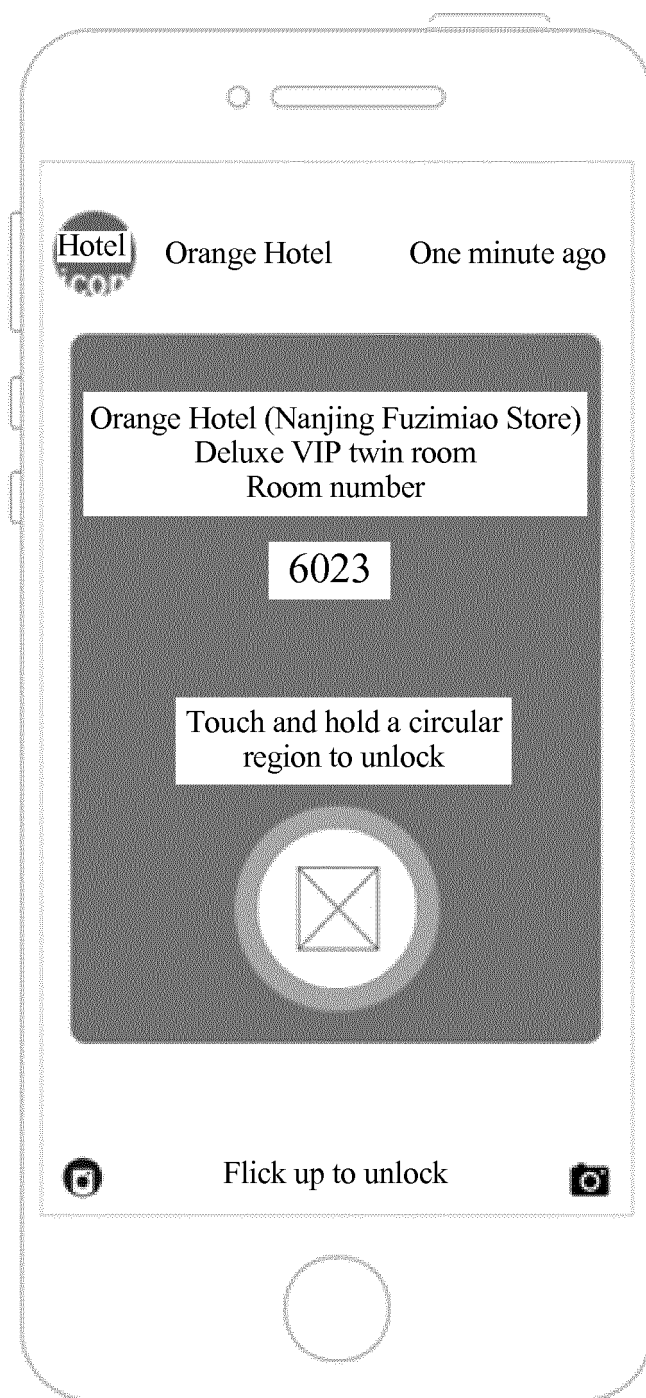 Hotel
icon
Orange Hotel
One minute ago
Orange Hotel (Nanjing Fuzimiao Store)
Deluxe VIP twin room
Room number
6023
Touch and hold a circular
region to unlock
Flick up to unlock